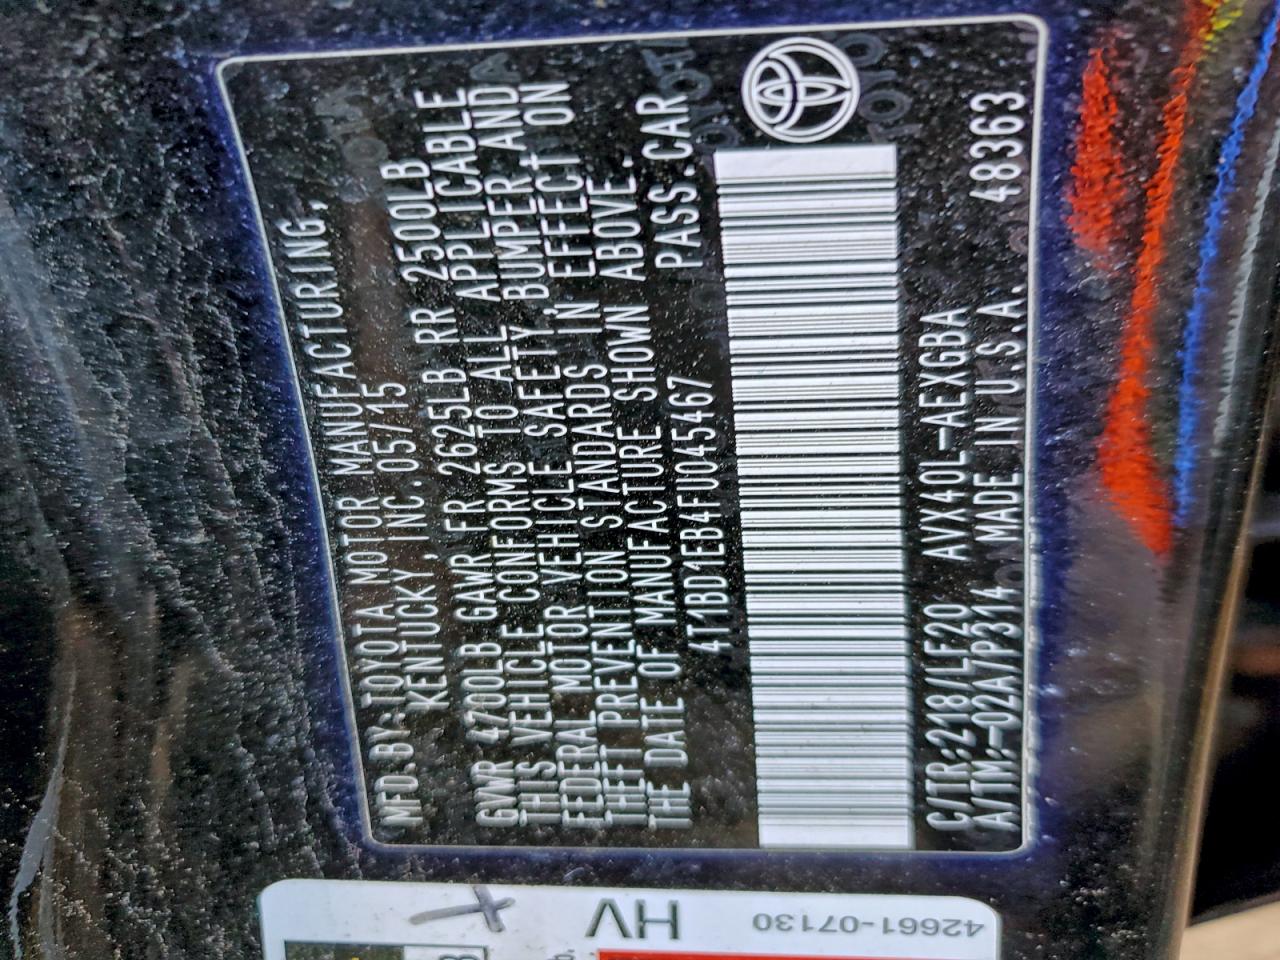 MFD.BY:TOYOTA MOTOR MANUFACTURING,
KENTUCKY, INC.05/15
GVWR 4700LB GAWR FR 2625LB RR 2500LB
THIS VEHICLE CONFORMS TO ALL APPLICABLE
FEDERAL MOTOR VEHICLE SAFETY,BUMPER AND
THEFT PREVENTION STANDARDS IN EFFECT ON
THE DATE OF MANUFACTURE SHOWN ABOVE.
4T1BD1EB4FU045467 PASS.CAR
C/TR:218/LF20 AVX40L-AEXGBA
A/TM:-02A/P314 MADE IN U.S.A. 48363
HV
42661-07130